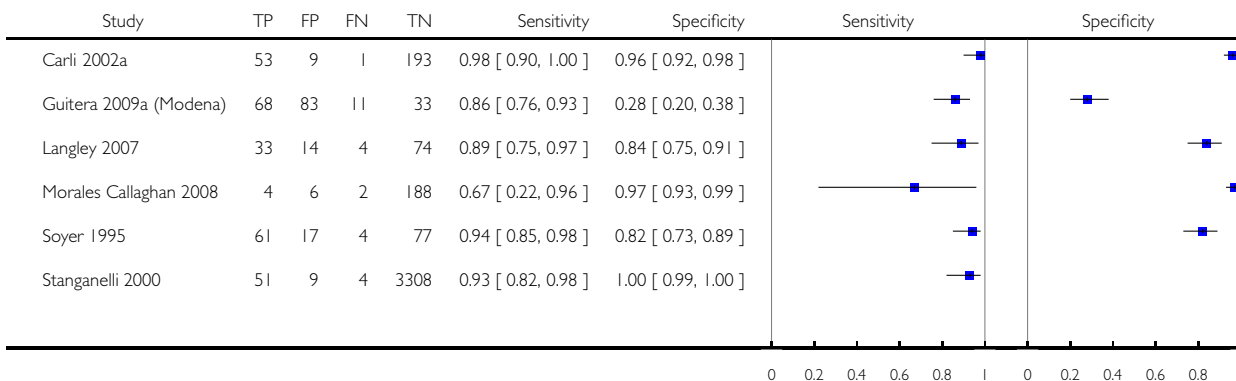 Study TP FP FN TN Sensitivity Specificity Sensitivity Specificity
Carli 2002a 53 9 1 193 0.98 [ 0.90, 1.00 ] 0.96 [ 0.92, 0.98 ]
Guitera 2009a (Modena) 68 83 11 33 0.86 [ 0.76, 0.93 ] 0.28 [ 0.20, 0.38 ]
Langley 2007 33 14 4 74 0.89 [ 0.75, 0.97 ] 0.84 [ 0.75, 0.91 ]
Morales Callaghan 2008 4 6 2 188 0.67 [ 0.22, 0.96 ] 0.97 [ 0.93, 0.99 ]
Soyer 1995 61 17 4 77 0.94 [ 0.85, 0.98 ] 0.82 [ 0.73, 0.89 ]
Stanganelli 2000 51 9 4 3308 0.93 [ 0.82, 0.98 ] 1.00 [ 0.99, 1.00 ]
0 0.2 0.4 0.6 0.8 1 0 0.2 0.4 0.6 0.8